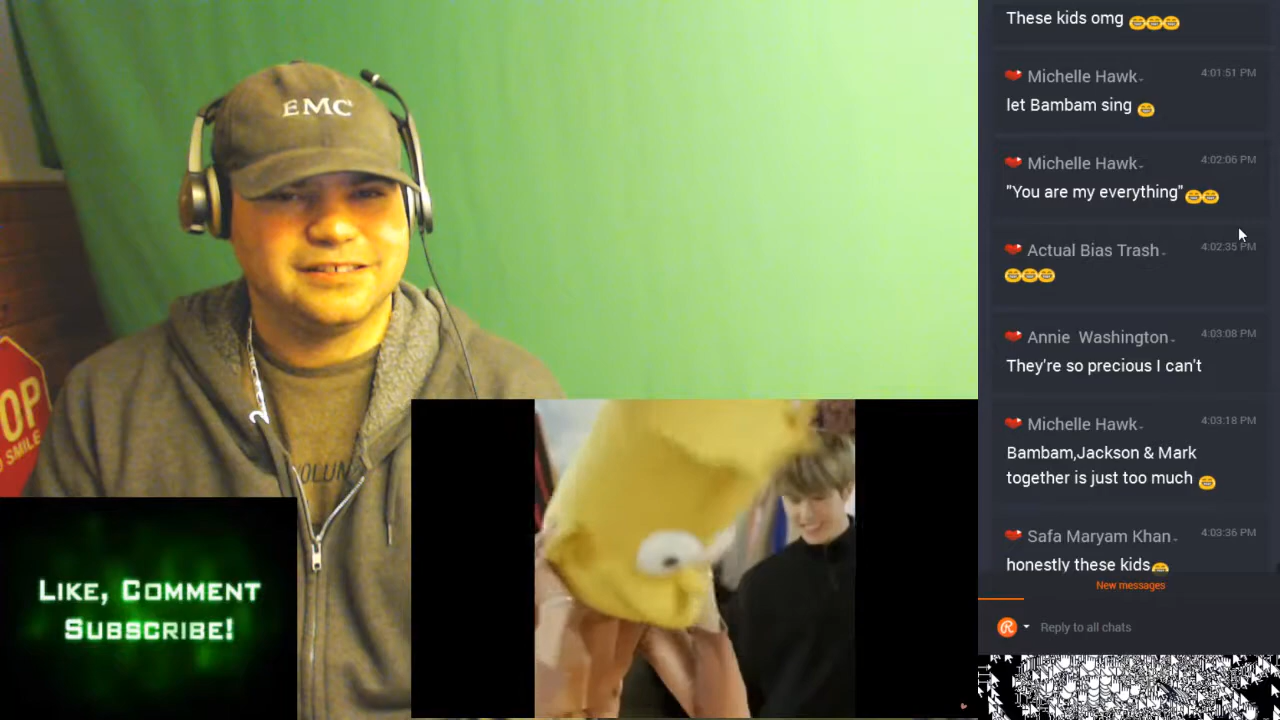 EMC
OP
SMILE
VOLUN
LIKE, COMMENT
SUBSCRIBE!
These kids omg 😂😂😂
Michelle Hawk 4:01:51 PM
let Bambam sing 😂
Michelle Hawk 4:02:06 PM
"You are my everything" 😂😂
Actual Bias Trash 4:02:35 PM
😂😂😂
Annie Washington 4:03:08 PM
They're so precious I can't
Michelle Hawk 4:03:18 PM
Bambam,Jackson & Mark
together is just too much 😂
Safa Maryam Khan 4:03:36 PM
honestly these kids😂
New messages
Reply to all chats